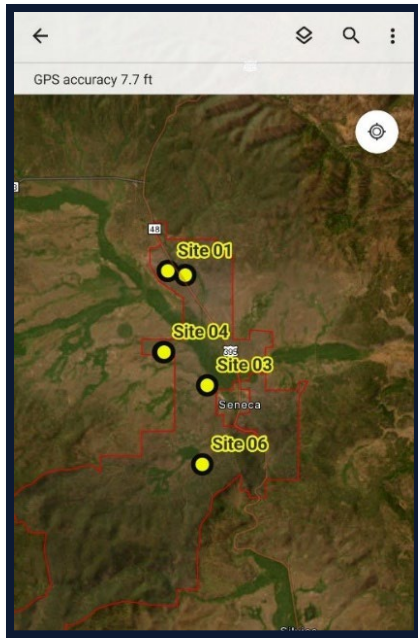 GPS accuracy 7.7 ft
48
Site 01
Site 04
395
Site 03
Seneca
Site 06